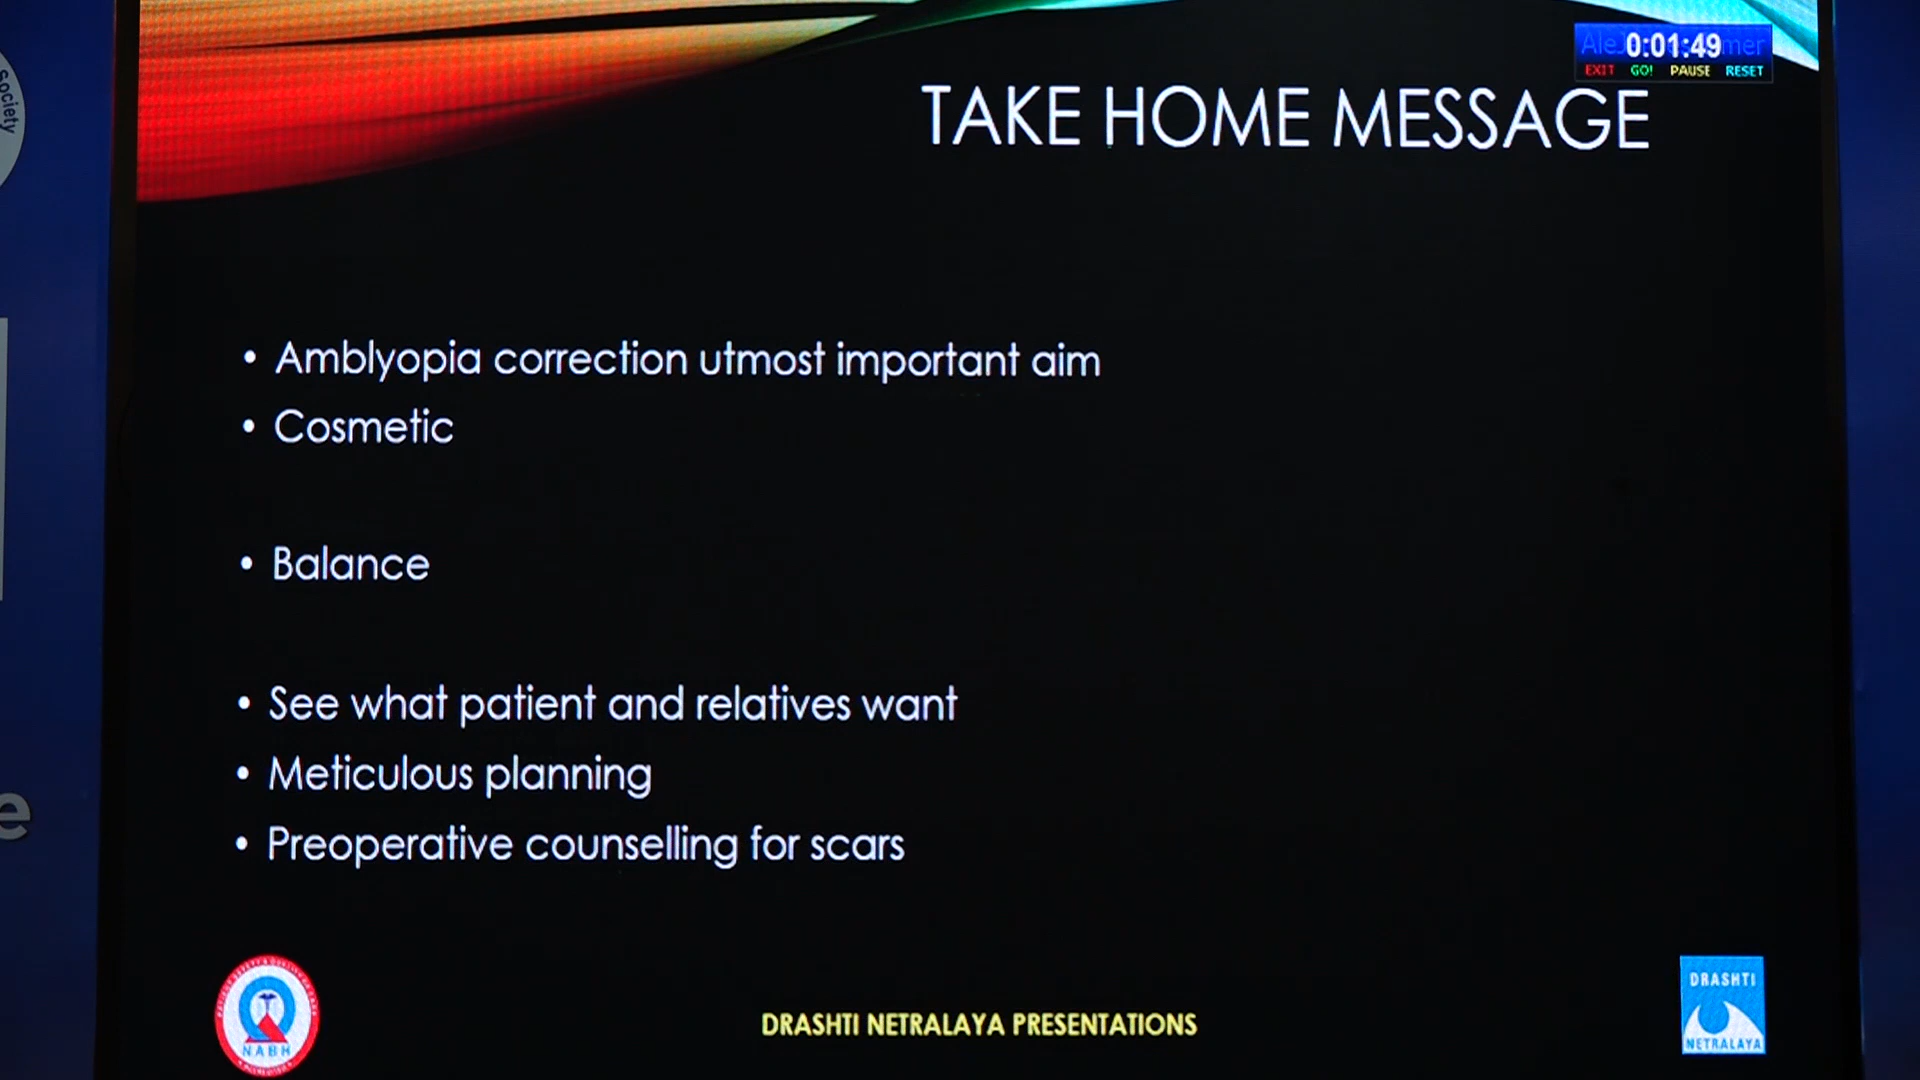 Society
0:01:49
EXIT GO! PAUSE RESET
TAKE HOME MESSAGE
• Amblyopia correction utmost important aim
• Cosmetic
• Balance
• See what patient and relatives want
• Meticulous planning
• Preoperative counselling for scars
e
NABH
DRASHTI NETRALAYA PRESENTATIONS
DRASHTI
NETRALAYA